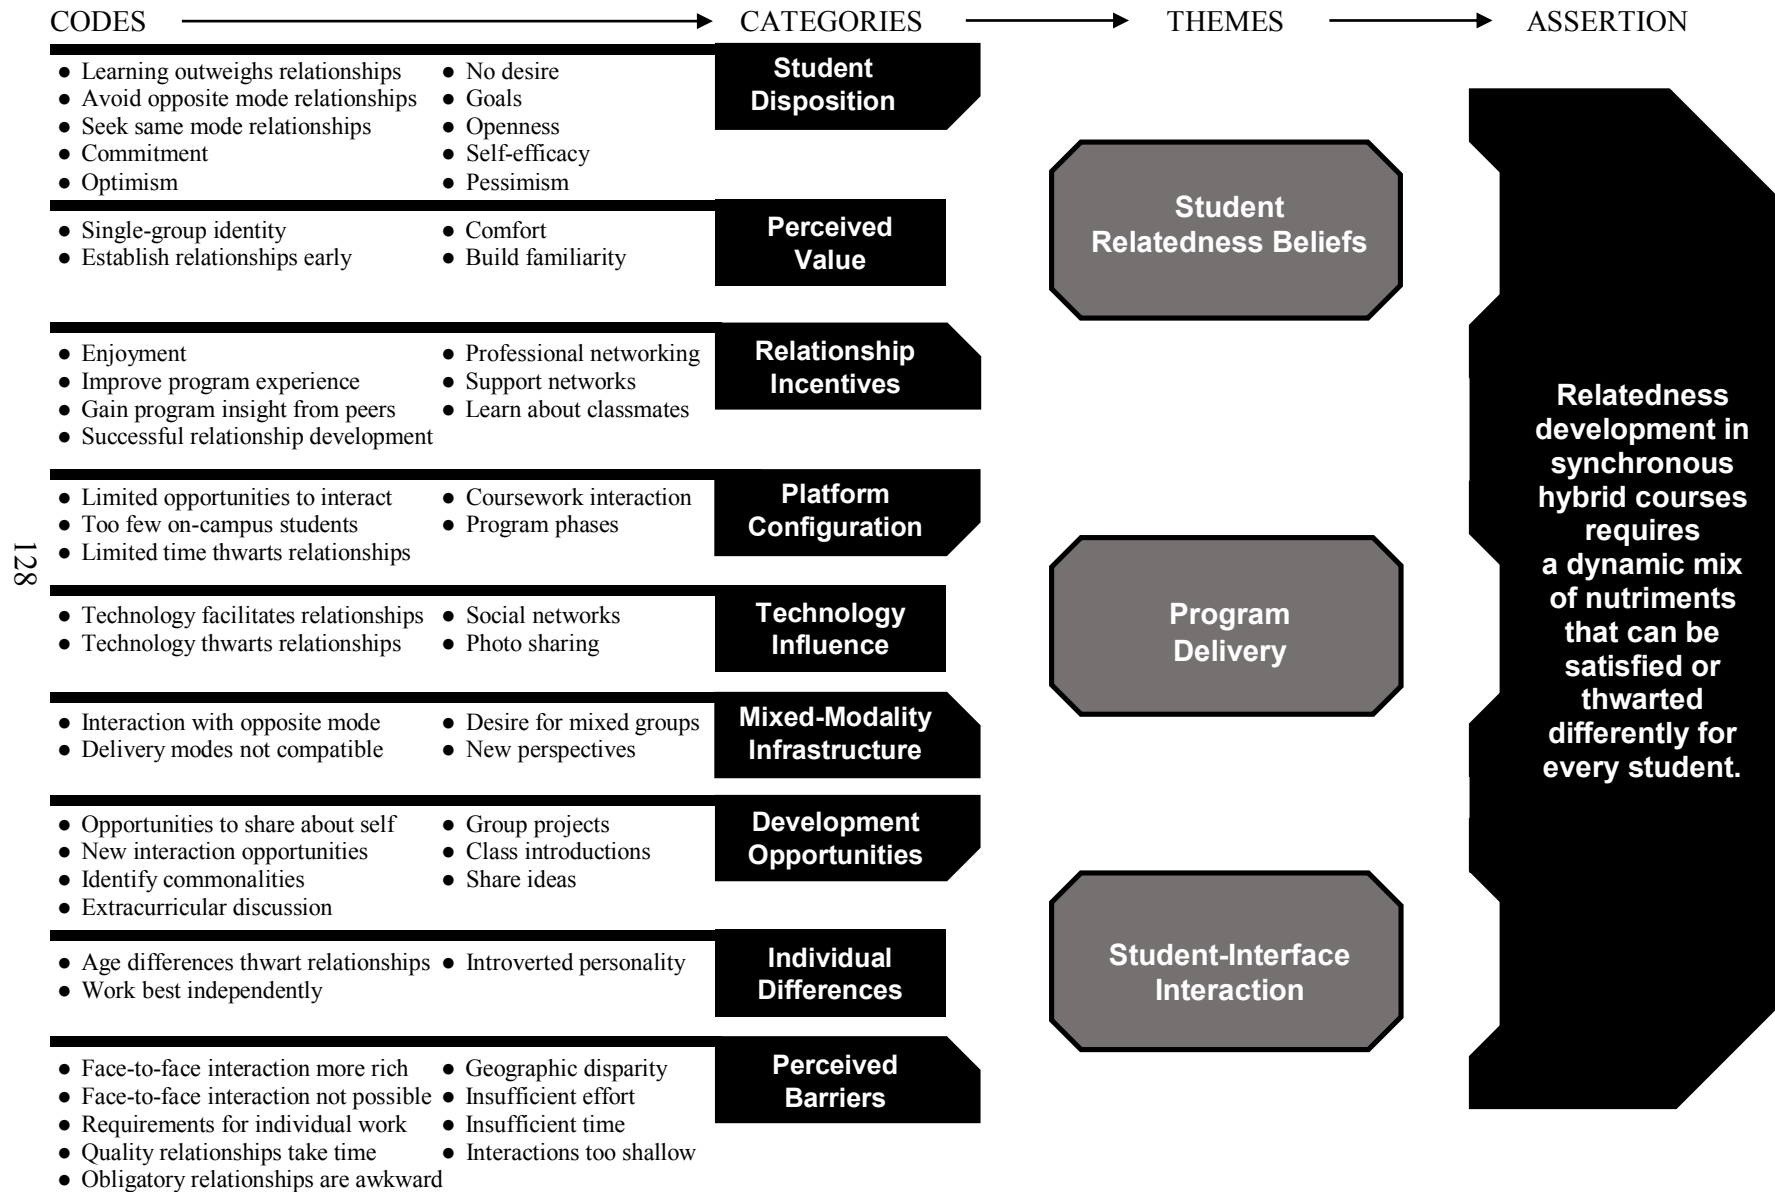 CODES
CATEGORIES
THEMES
ASSERTION
● Learning outweighs relationships
● Avoid opposite mode relationships
● Seek same mode relationships
● Commitment
● Optimism
● No desire
● Goals
● Openness
● Self-efficacy
● Pessimism
Student
Disposition
● Single-group identity
● Establish relationships early
● Comfort
● Build familiarity
Perceived
Value
● Enjoyment
● Improve program experience
● Gain program insight from peers
● Successful relationship development
● Professional networking
● Support networks
● Learn about classmates
Relationship
Incentives
● Limited opportunities to interact
● Too few on-campus students
● Limited time thwarts relationships
● Coursework interaction
● Program phases
Platform
Configuration
● Technology facilitates relationships
● Technology thwarts relationships
● Social networks
● Photo sharing
Technology
Influence
● Interaction with opposite mode
● Delivery modes not compatible
● Desire for mixed groups
● New perspectives
Mixed-Modality
Infrastructure
● Opportunities to share about self
● New interaction opportunities
● Identify commonalities
● Extracurricular discussion
● Group projects
● Class introductions
● Share ideas
Development
Opportunities
● Age differences thwart relationships
● Work best independently
● Introverted personality
Individual
Differences
● Face-to-face interaction more rich
● Face-to-face interaction not possible
● Requirements for individual work
● Quality relationships take time
● Obligatory relationships are awkward
● Geographic disparity
● Insufficient effort
● Insufficient time
● Interactions too shallow
Perceived
Barriers
Student
Relatedness Beliefs
Program
Delivery
Student-Interface
Interaction
Relatedness
development in
synchronous
hybrid courses
requires
a dynamic mix
of nutriments
that can be
satisfied or
thwarted
differently for
every student.
128